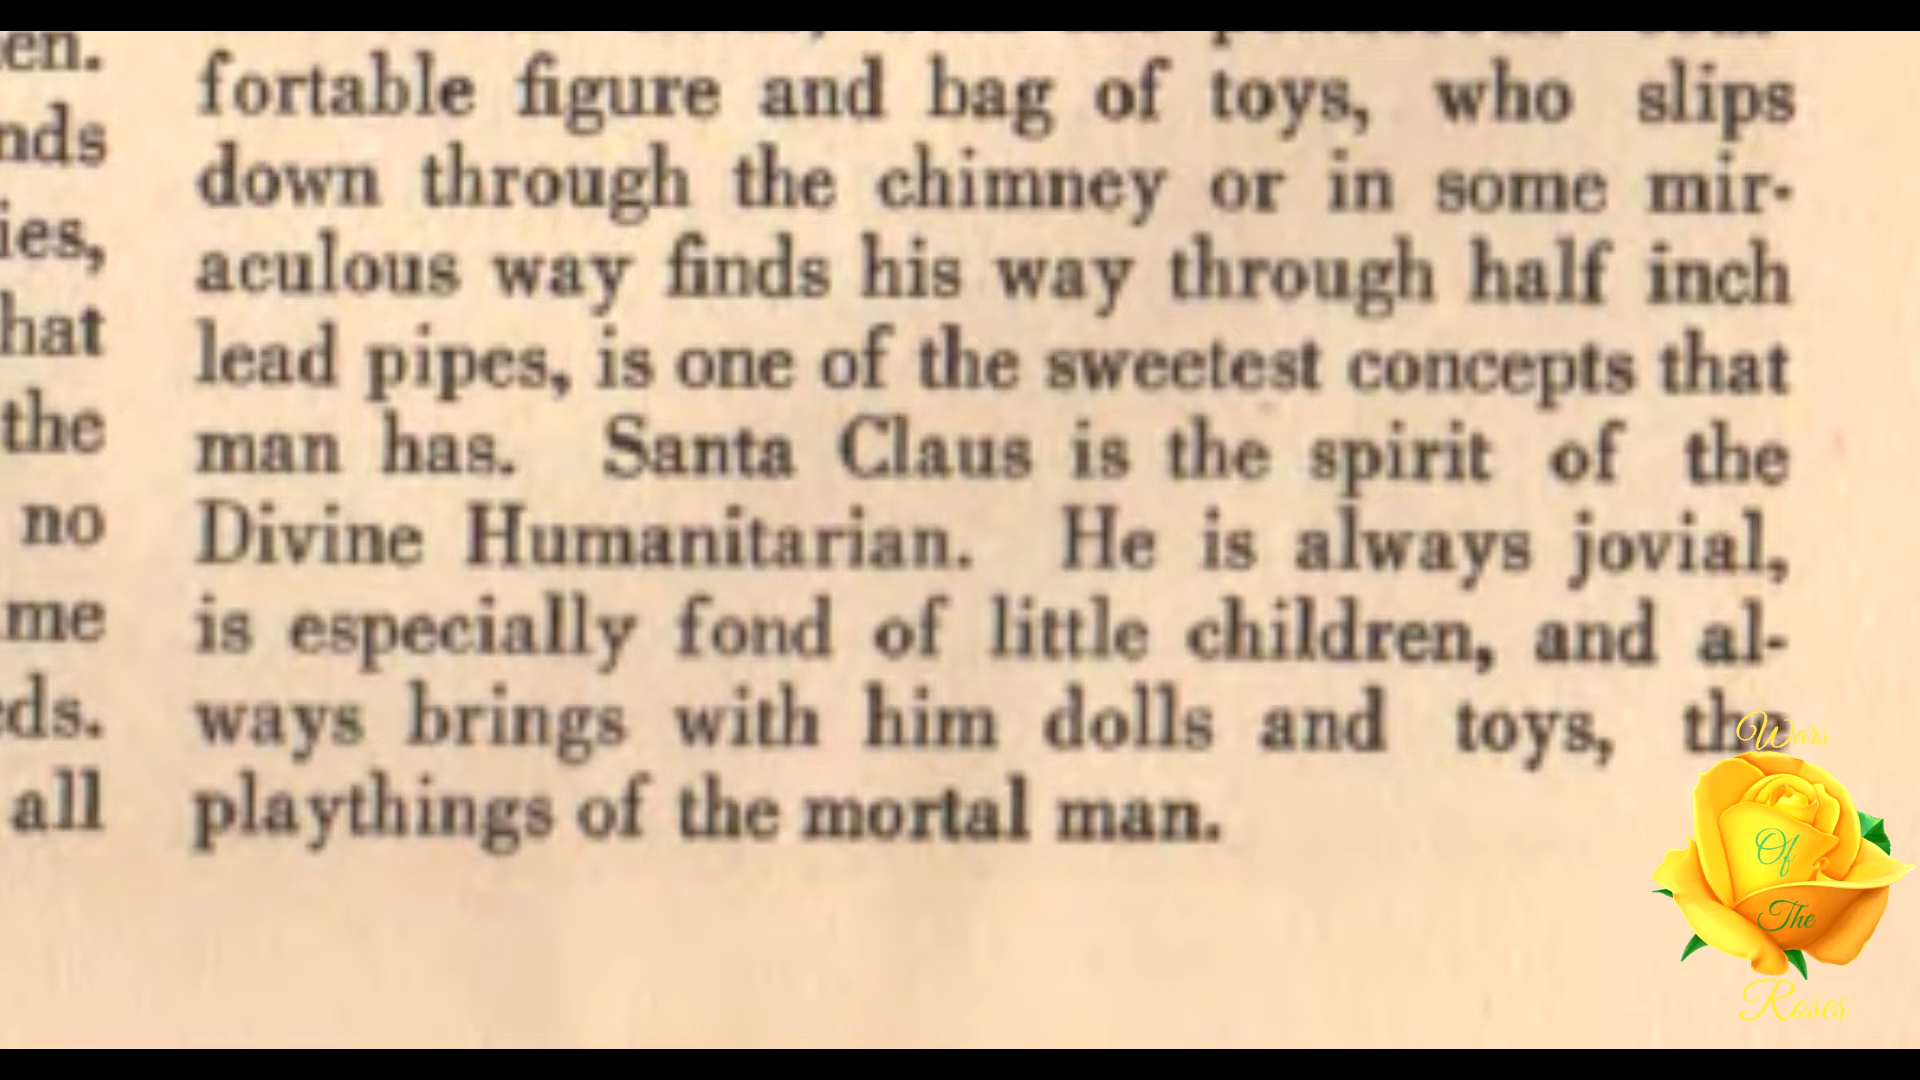 en.
nds
ies,
hat
the
no
me
ds.
all
fortable figure and bag of toys, who slips
down through the chimney or in some mir-
aculous way finds his way through half inch
lead pipes, is one of the sweetest concepts that
man has. Santa Claus is the spirit of the
Divine Humanitarian. He is always jovial,
is especially fond of little children, and al-
ways brings with him dolls and toys, the
playthings of the mortal man.
Wars
Of
The
Roses